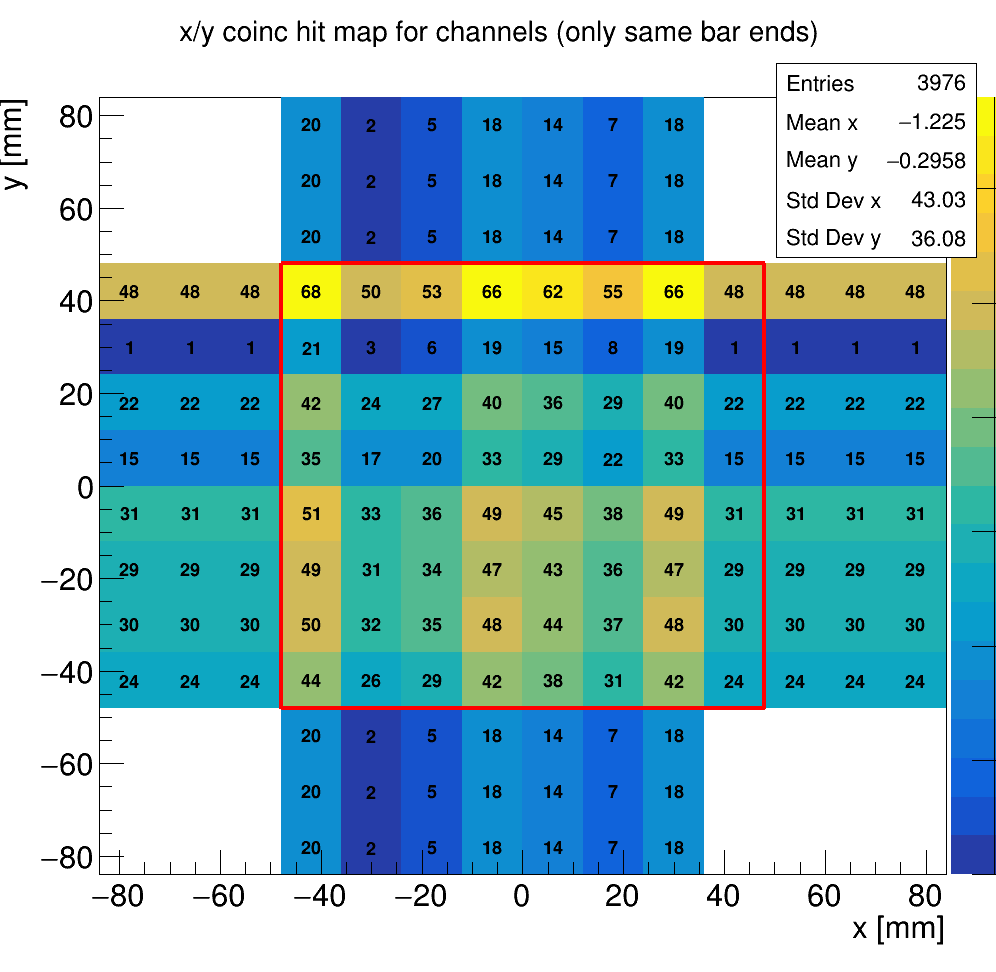 x/y coinc hit map for channels (only same bar ends)
Entries 3976
Mean x −1.225
Mean y −0.2958
Std Dev x 43.03
Std Dev y 36.08
y [mm]
80 20 2 5 18 14 7 18
20 2 5 18 14 7 18
60
20 2 5 18 14 7 18
40 48 48 48 68 50 53 66 62 55 66 48 48 48 48
1 1 1 21 3 6 19 15 8 19 1 1 1 1
20 22 22 22 42 24 27 40 36 29 40 22 22 22 22
15 15 15 35 17 20 33 29 22 33 15 15 15 15
0
31 31 31 51 33 36 49 45 38 49 31 31 31 31
−20 29 29 29 49 31 34 47 43 36 47 29 29 29 29
30 30 30 50 32 35 48 44 37 48 30 30 30 30
−40 24 24 24 44 26 29 42 38 31 42 24 24 24 24
20 2 5 18 14 7 18
−60
20 2 5 18 14 7 18
−80 20 2 5 18 14 7 18
−80 −60 −40 −20 0 20 40 60 80
x [mm]